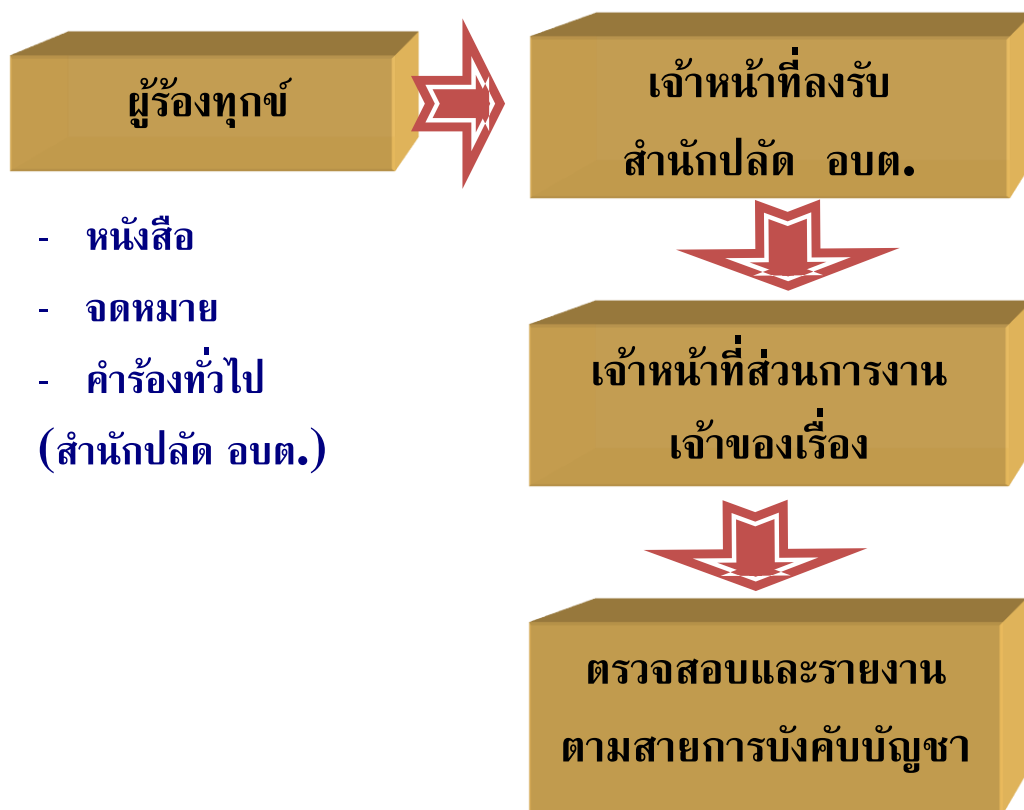 ผู้ร้องทุกข์
- หนังสือ
- จดหมาย
- คำร้องทั่วไป
(สำนักปลัด อบต.)
เจ้าหน้าที่ลงรับ
สำนักปลัด อบต.
เจ้าหน้าที่ส่วนการงาน
เจ้าของเรื่อง
ตรวจสอบและรายงาน
ตามสายการบังคับบัญชา